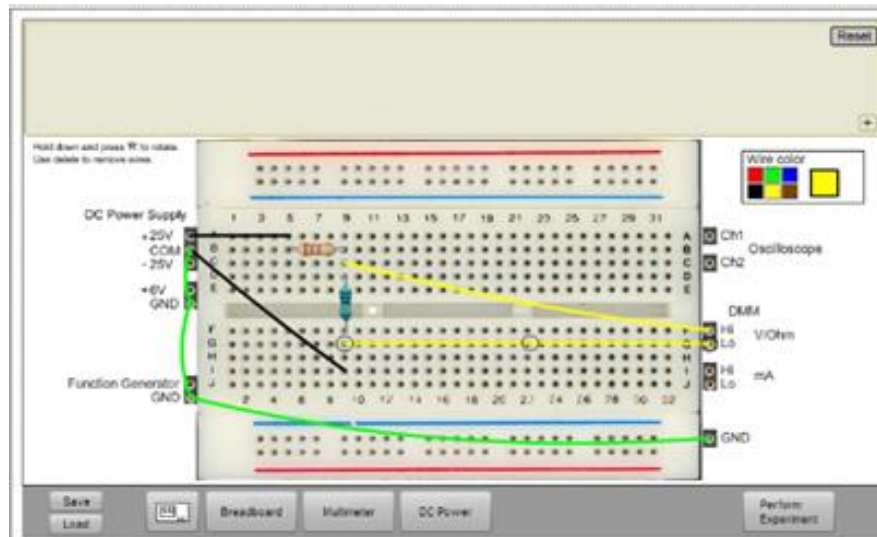 Reset
+
Hold down and press 'R' to rotate.
Use delete to remove wires.
Wire color
DC Power Supply
+25V
COM
-25V
+6V
GND
Function Generator
GND
1 3 5 7 9 11 13 15 17 19 21 23 25 27 29 31
A
B
C
D
E
F
G
H
I
J
A
B
C
D
E
F
G
H
I
J
2 4 6 8 10 12 14 16 18 20 22 24 26 28 30 32
Ch1
Oscilloscope
Ch2
DMM
Hi
V/Ohm
Lo
Hi
mA
Lo
GND
Save
Load
Breadboard
Multimeter
DC Power
Perform
Experiment